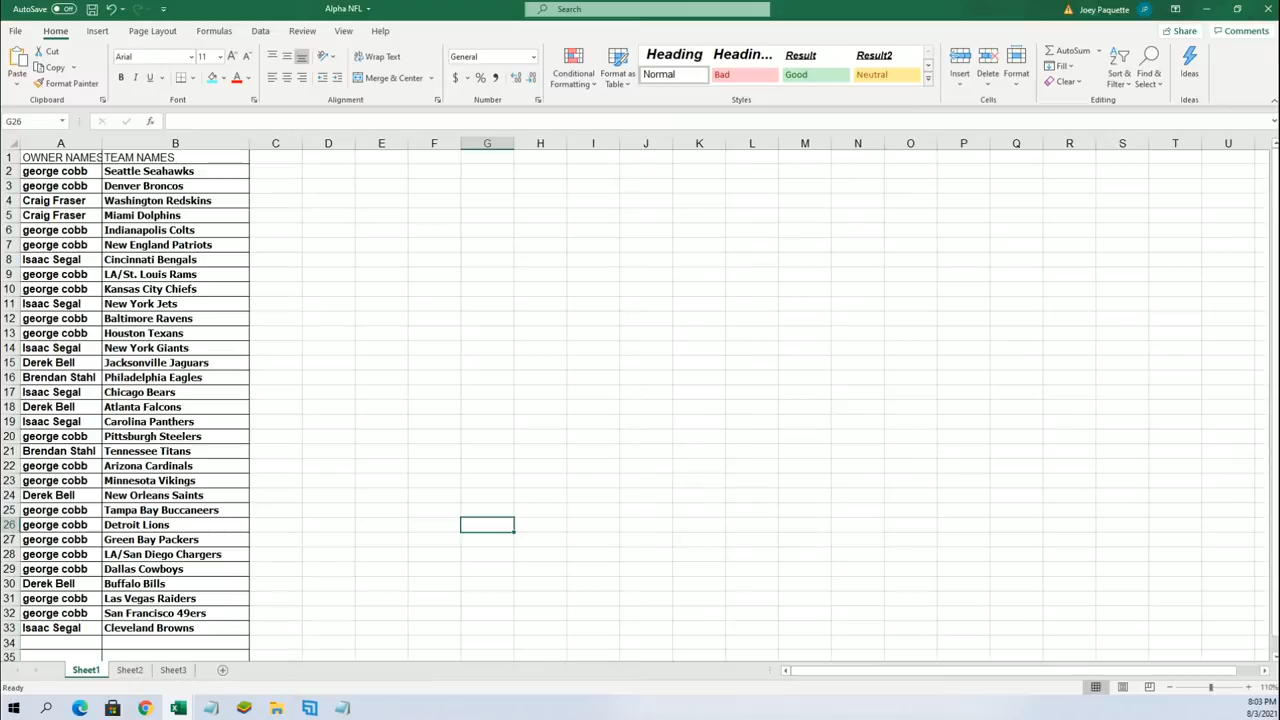 AutoSave Off
Alpha NFL
Search
Joey Paquette JP
File Home Insert Page Layout Formulas Data Review View Help
Share Comments
Paste
Cut
Copy
Format Painter
Clipboard
Arial 11
B I U
Font
Wrap Text
Merge & Center
Alignment
General
$ % 9
Number
Conditional Formatting
Format as Table
Heading Headin... Result Result2
Normal Bad Good Neutral
Styles
Insert Delete Format
Cells
AutoSum
Fill
Clear
Sort & Filter
Find & Select
Editing
Ideas
Ideas
G26 fx
A B C D E F G H I J K L M N O P Q R S T U
1 OWNER NAMES TEAM NAMES
2 george cobb Seattle Seahawks
3 george cobb Denver Broncos
4 Craig Fraser Washington Redskins
5 Craig Fraser Miami Dolphins
6 george cobb Indianapolis Colts
7 george cobb New England Patriots
8 Isaac Segal Cincinnati Bengals
9 george cobb LA/St. Louis Rams
10 george cobb Kansas City Chiefs
11 Isaac Segal New York Jets
12 george cobb Baltimore Ravens
13 george cobb Houston Texans
14 Isaac Segal New York Giants
15 Derek Bell Jacksonville Jaguars
16 Brendan Stahl Philadelphia Eagles
17 Isaac Segal Chicago Bears
18 Derek Bell Atlanta Falcons
19 Isaac Segal Carolina Panthers
20 george cobb Pittsburgh Steelers
21 Brendan Stahl Tennessee Titans
22 george cobb Arizona Cardinals
23 george cobb Minnesota Vikings
24 Derek Bell New Orleans Saints
25 george cobb Tampa Bay Buccaneers
26 george cobb Detroit Lions
27 george cobb Green Bay Packers
28 george cobb LA/San Diego Chargers
29 george cobb Dallas Cowboys
30 Derek Bell Buffalo Bills
31 george cobb Las Vegas Raiders
32 george cobb San Francisco 49ers
33 Isaac Segal Cleveland Browns
34
35
Sheet1 Sheet2 Sheet3
Ready
110%
8:03 PM
8/3/2021